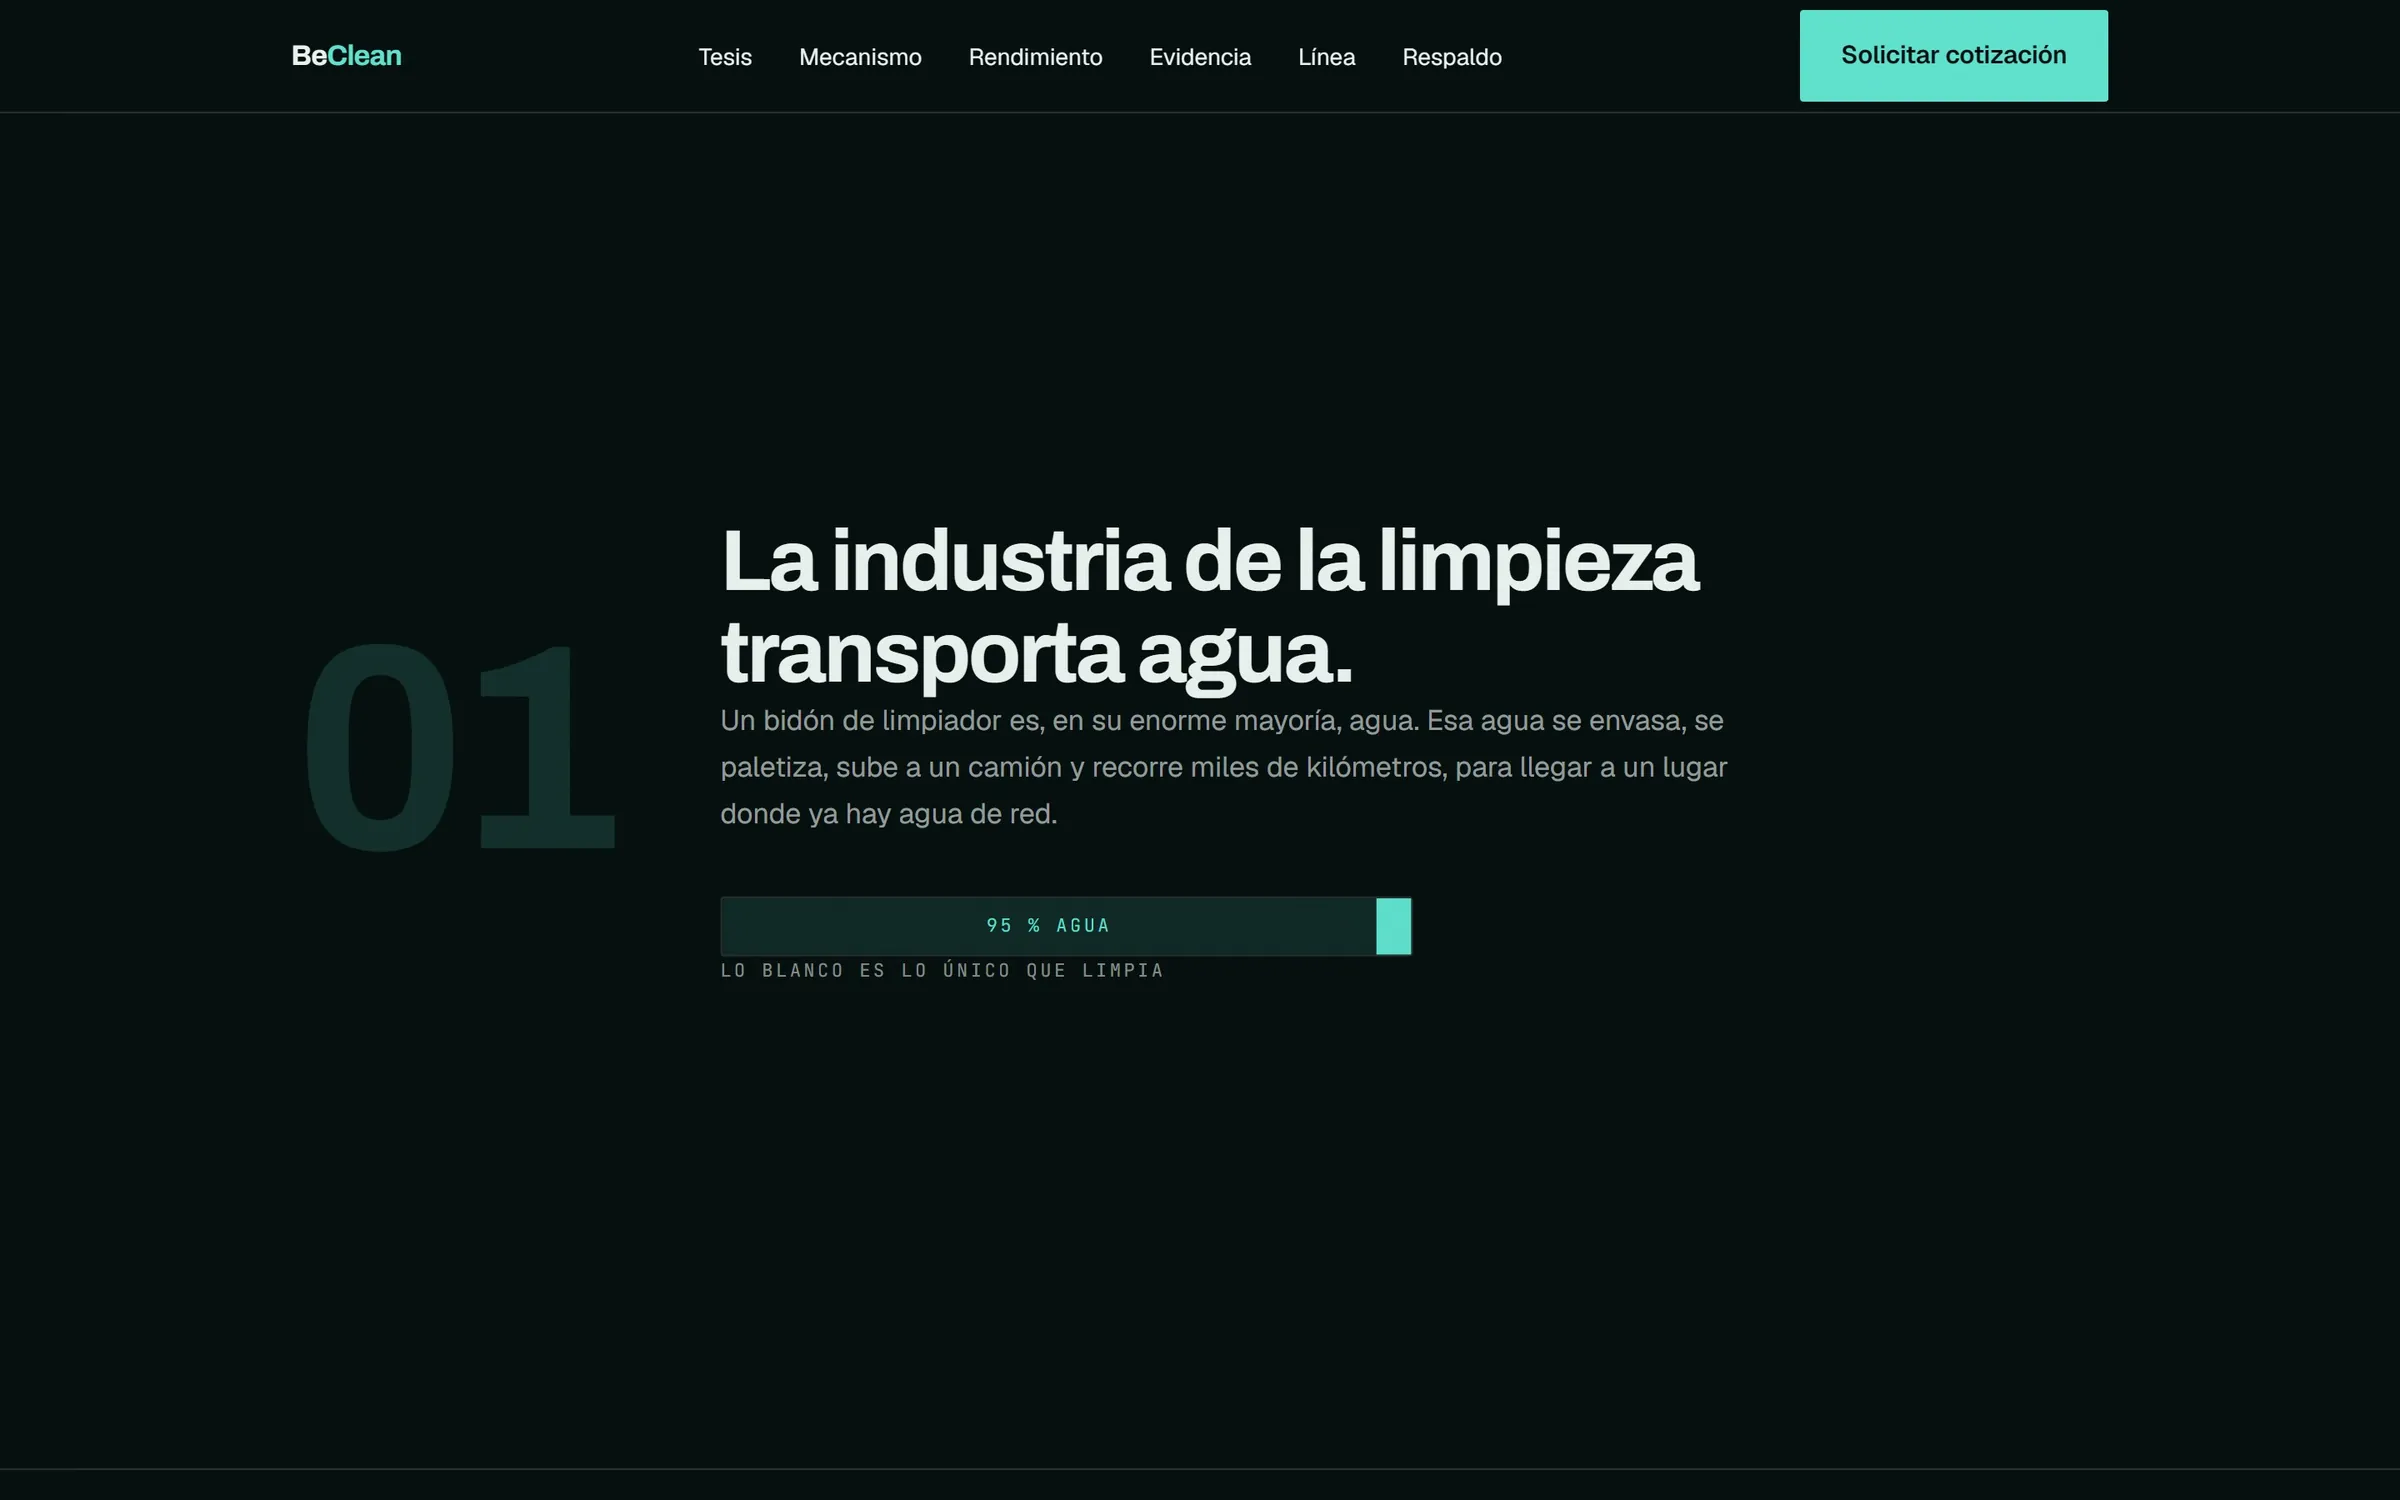 BeClean
Tesis
Mecanismo
Rendimiento
Evidencia
Línea
Respaldo
Solicitar cotización
01
La industria de la limpieza
transporta agua.
Un bidón de limpiador es, en su enorme mayoría, agua. Esa agua se envasa, se
paletiza, sube a un camión y recorre miles de kilómetros, para llegar a un lugar
donde ya hay agua de red.
95 % AGUA
LO BLANCO ES LO ÚNICO QUE LIMPIA